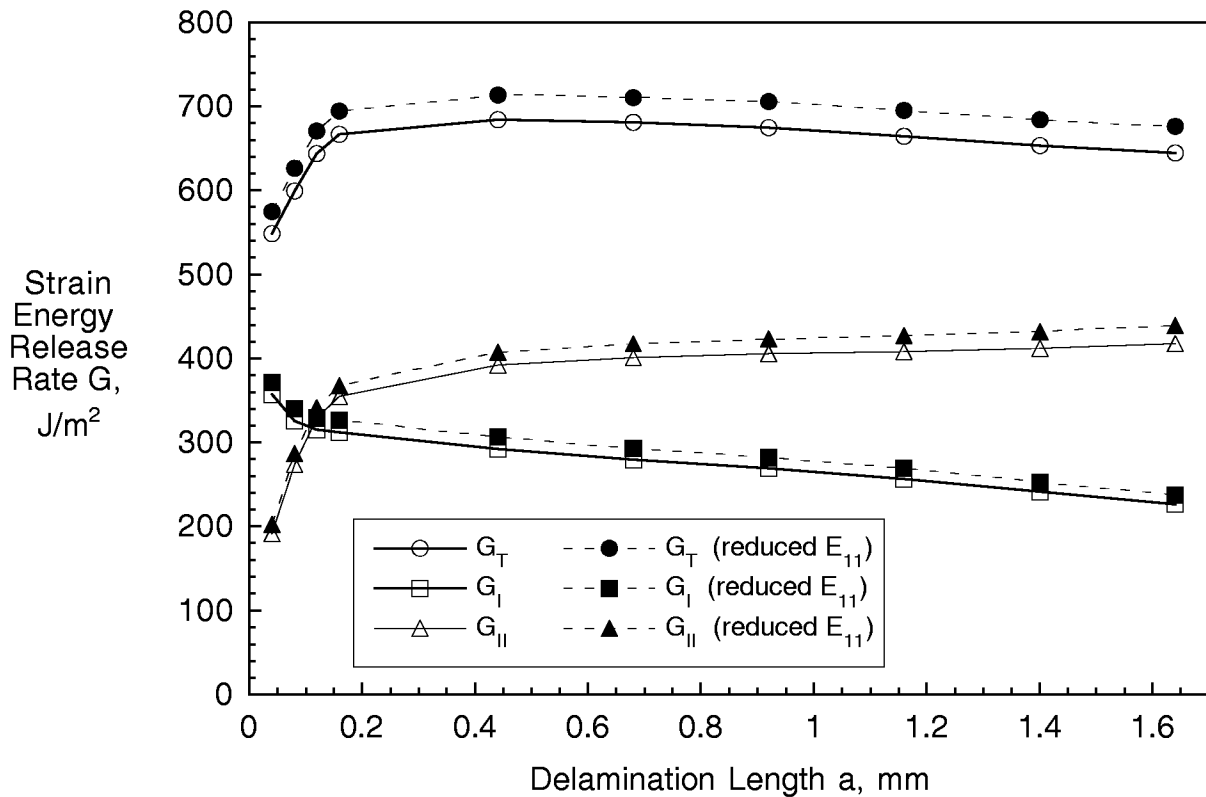 800
700
600
500
400
300
200
100
0
Strain
Energy
Release
Rate G,
J/m²
G_T G_T (reduced E_11)
G_I G_I (reduced E_11)
G_II G_II (reduced E_11)
0 0.2 0.4 0.6 0.8 1 1.2 1.4 1.6
Delamination Length a, mm